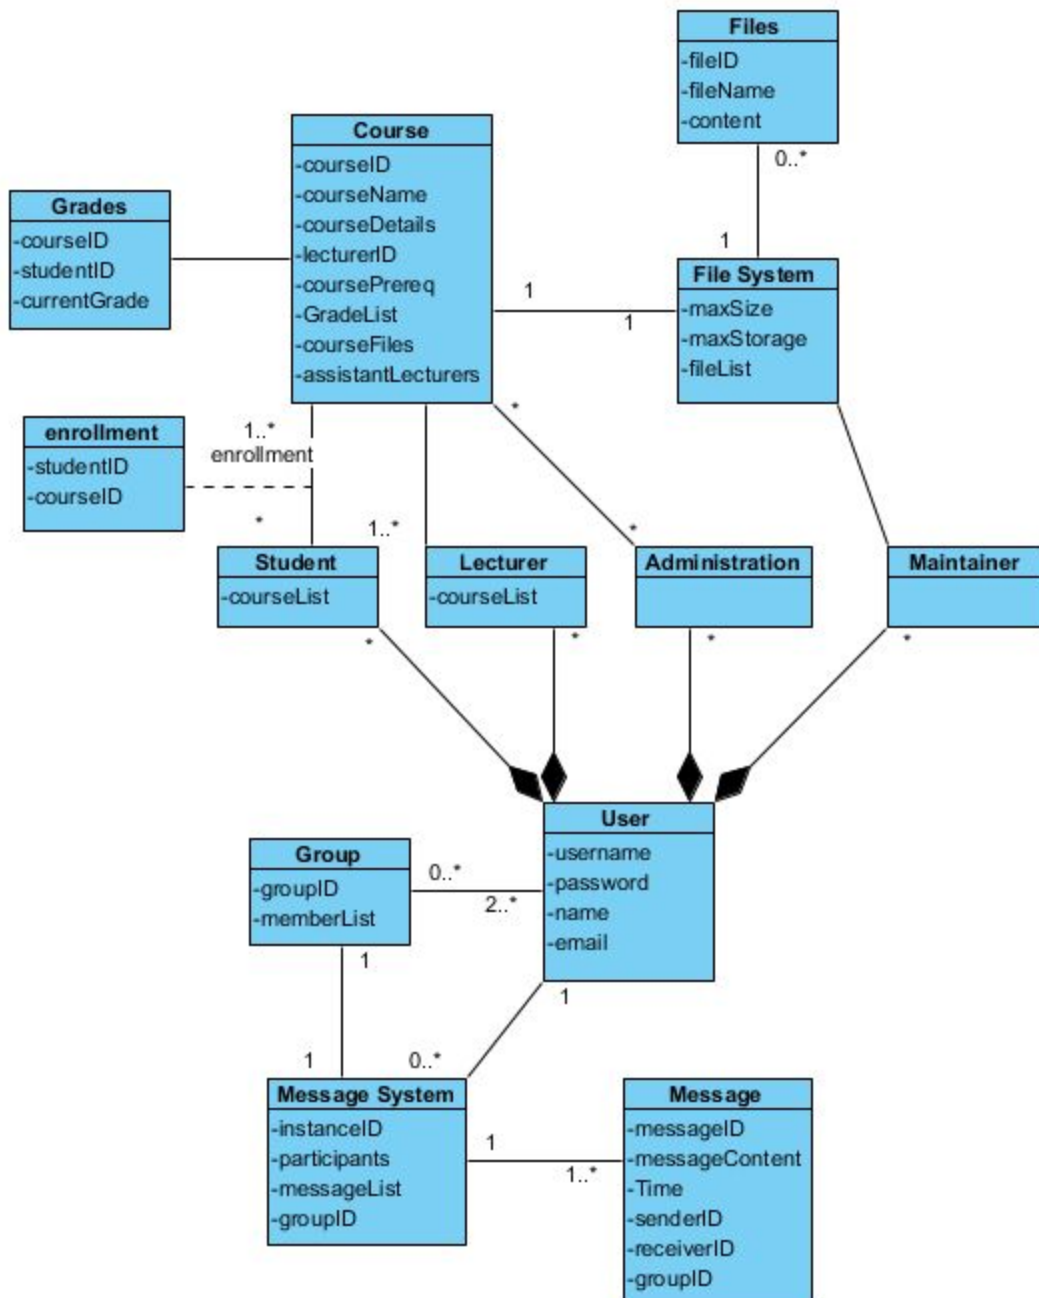 Files
-fileID
-fileName
-content
0..*
Course
-courseID
-courseName
-courseDetails
-lecturerID
-coursePrereq
-GradeList
-courseFiles
-assistantLecturers
Grades
-courseID
-studentID
-currentGrade
1
File System
-maxSize
-maxStorage
-fileList
1
1
enrollment
-studentID
-courseID
1..*
enrollment
*
*
1..*
*
Student
-courseList
Lecturer
-courseList
Administration
Maintainer
*
*
*
*
User
-username
-password
-name
-email
Group
-groupID
-memberList
0..*
2..*
1
1
1
0..*
Message System
-instanceID
-participants
-messageList
-groupID
1
1..*
Message
-messageID
-messageContent
-Time
-senderID
-receiverID
-groupID